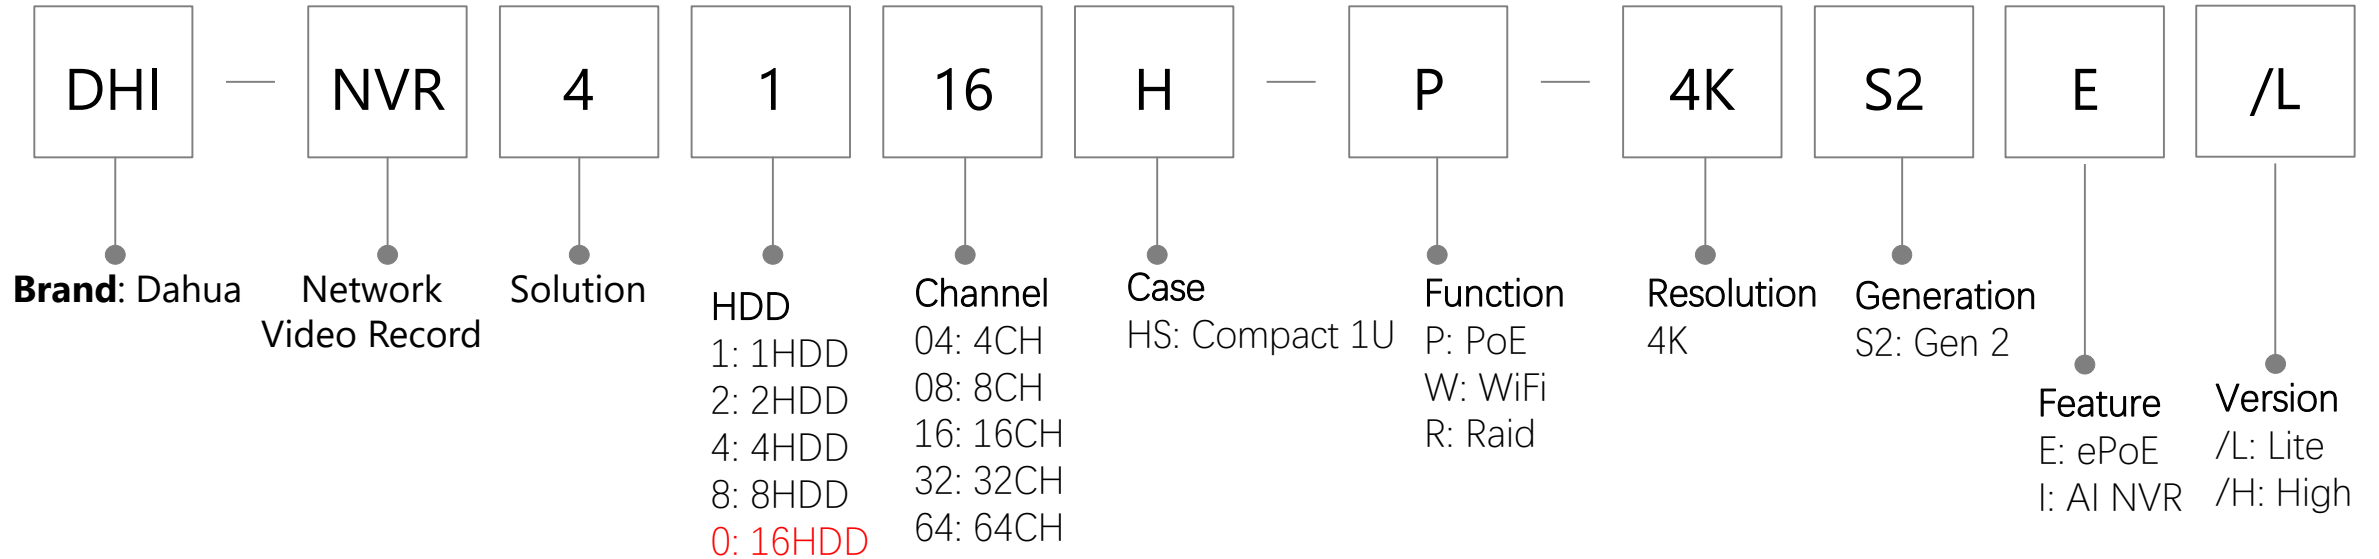 DHI — NVR 4 1 16 H — P — 4K S2 E /L
Brand: Dahua
Network
Video Record
Solution
HDD
1: 1HDD
2: 2HDD
4: 4HDD
8: 8HDD
0: 16HDD
Channel
04: 4CH
08: 8CH
16: 16CH
32: 32CH
64: 64CH
Case
HS: Compact 1U
Function
P: PoE
W: WiFi
R: Raid
Resolution
4K
Generation
S2: Gen 2
Feature
E: ePoE
I: AI NVR
Version
/L: Lite
/H: High